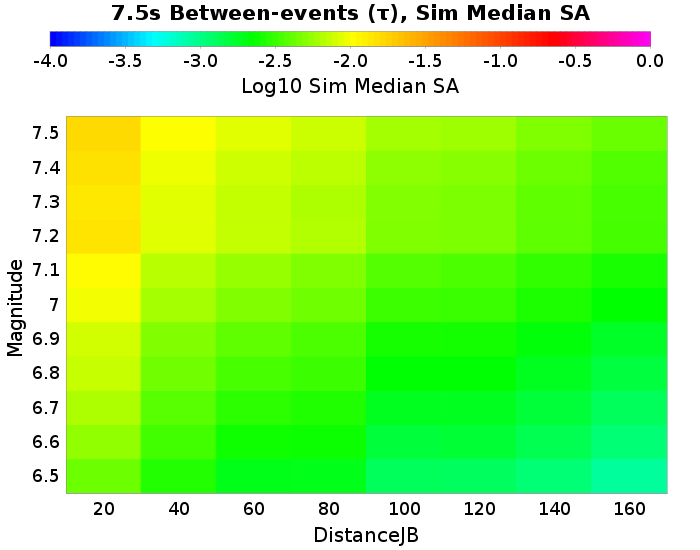 7.5s Between-events (τ), Sim Median SA
-4.0 -3.5 -3.0 -2.5 -2.0 -1.5 -1.0 -0.5 0.0
Log10 Sim Median SA
7.5
7.4
7.3
7.2
7.1
7
6.9
6.8
6.7
6.6
6.5
Magnitude
20 40 60 80 100 120 140 160
DistanceJB